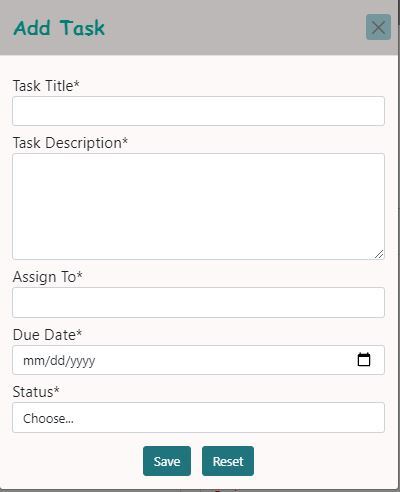 Add Task
Task Title*
Task Description*
Assign To*
Due Date*
mm/dd/yyyy
Status*
Choose...
Save Reset